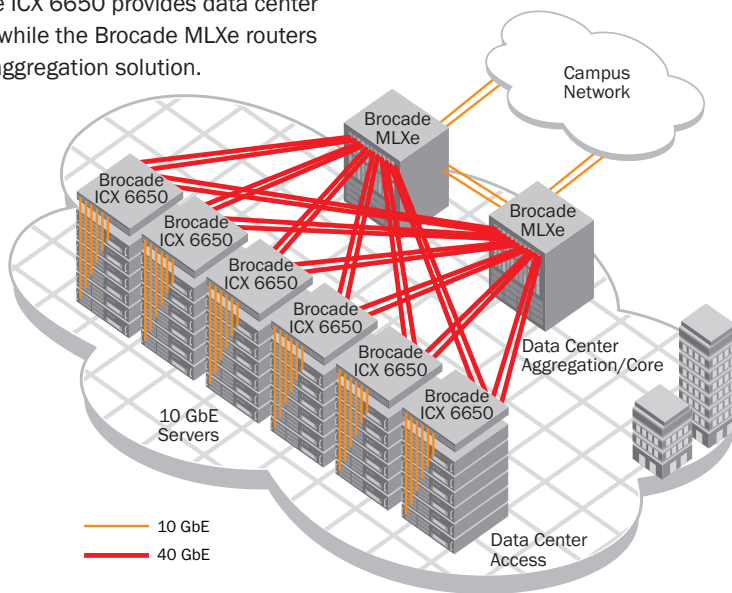 ICX 6650 provides data center
while the Brocade MLXe routers
aggregation solution.
Campus
Network
Brocade
MLXe
Brocade
MLXe
Brocade
ICX 6650
Brocade
ICX 6650
Brocade
ICX 6650
Brocade
ICX 6650
Brocade
ICX 6650
Brocade
ICX 6650
Data Center
Aggregation/Core
10 GbE
Servers
10 GbE
40 GbE
Data Center
Access